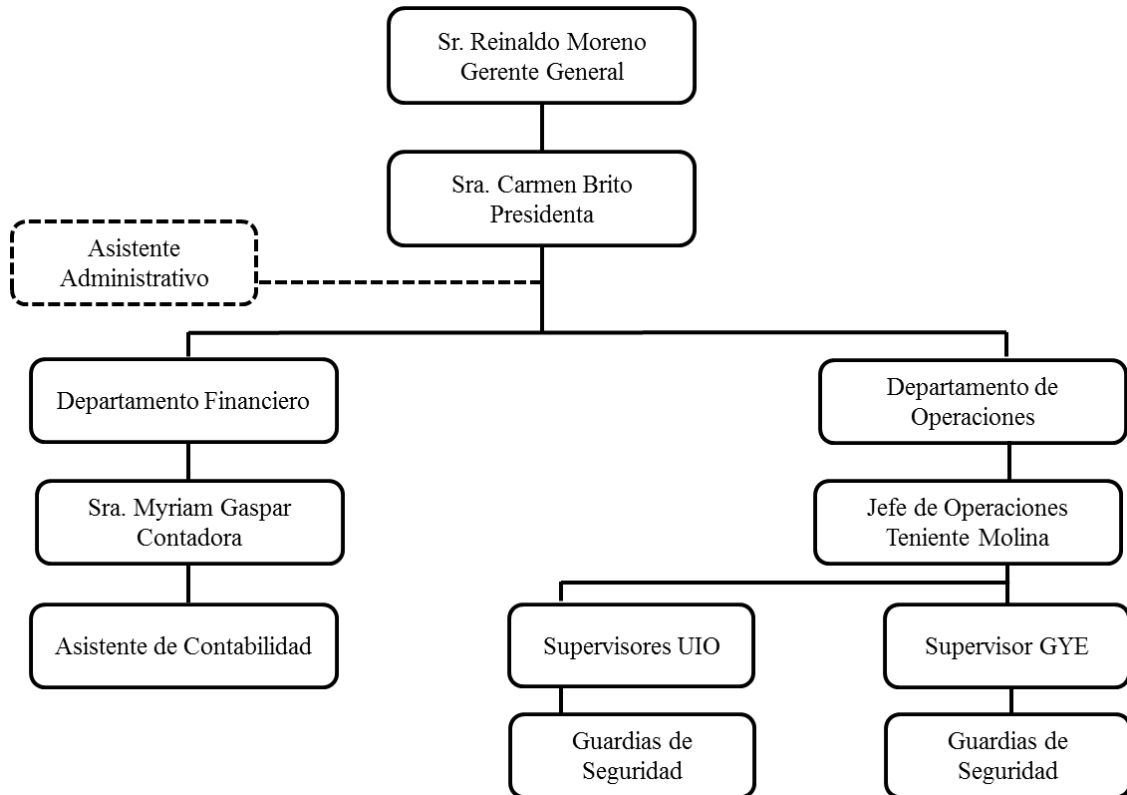 Sr. Reinaldo Moreno
Gerente General
Sra. Carmen Brito
Presidenta
Asistente
Administrativo
Departamento Financiero
Departamento de
Operaciones
Sra. Myriam Gaspar
Contadora
Jefe de Operaciones
Teniente Molina
Asistente de Contabilidad
Supervisores UIO
Supervisor GYE
Guardias de
Seguridad
Guardias de
Seguridad